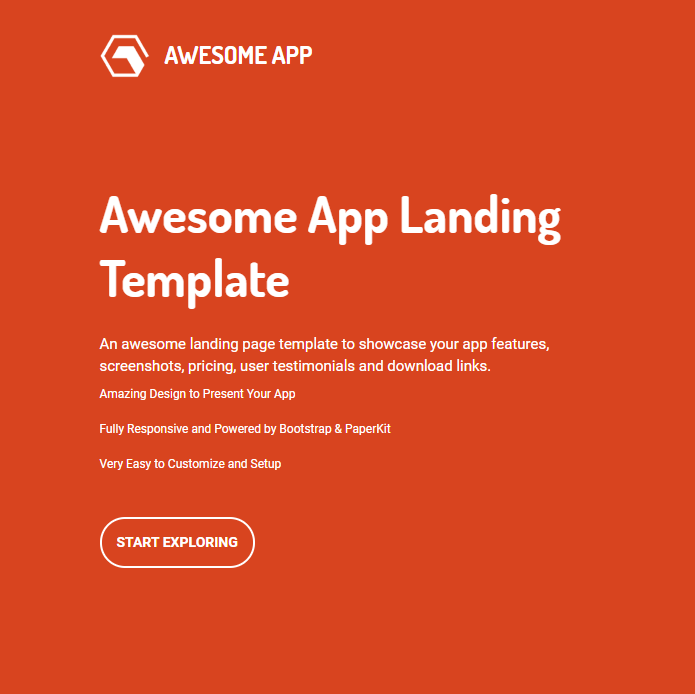 AWESOME APP
Awesome App Landing
Template
An awesome landing page template to showcase your app features,
screenshots, pricing, user testimonials and download links.
Amazing Design to Present Your App
Fully Responsive and Powered by Bootstrap & PaperKit
Very Easy to Customize and Setup
START EXPLORING